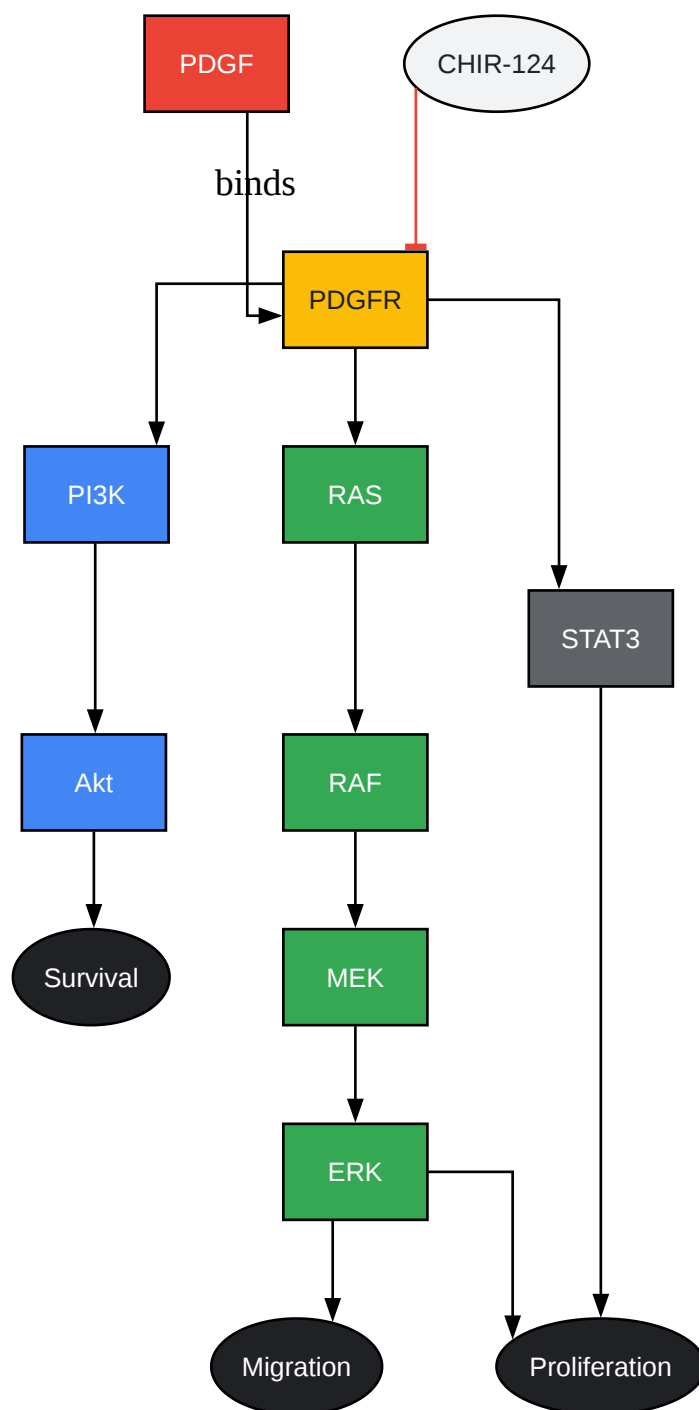 PDGF
CHIR-124
binds
PDGFR
PI3K
RAS
STAT3
Akt
RAF
Survival
MEK
ERK
Migration
Proliferation